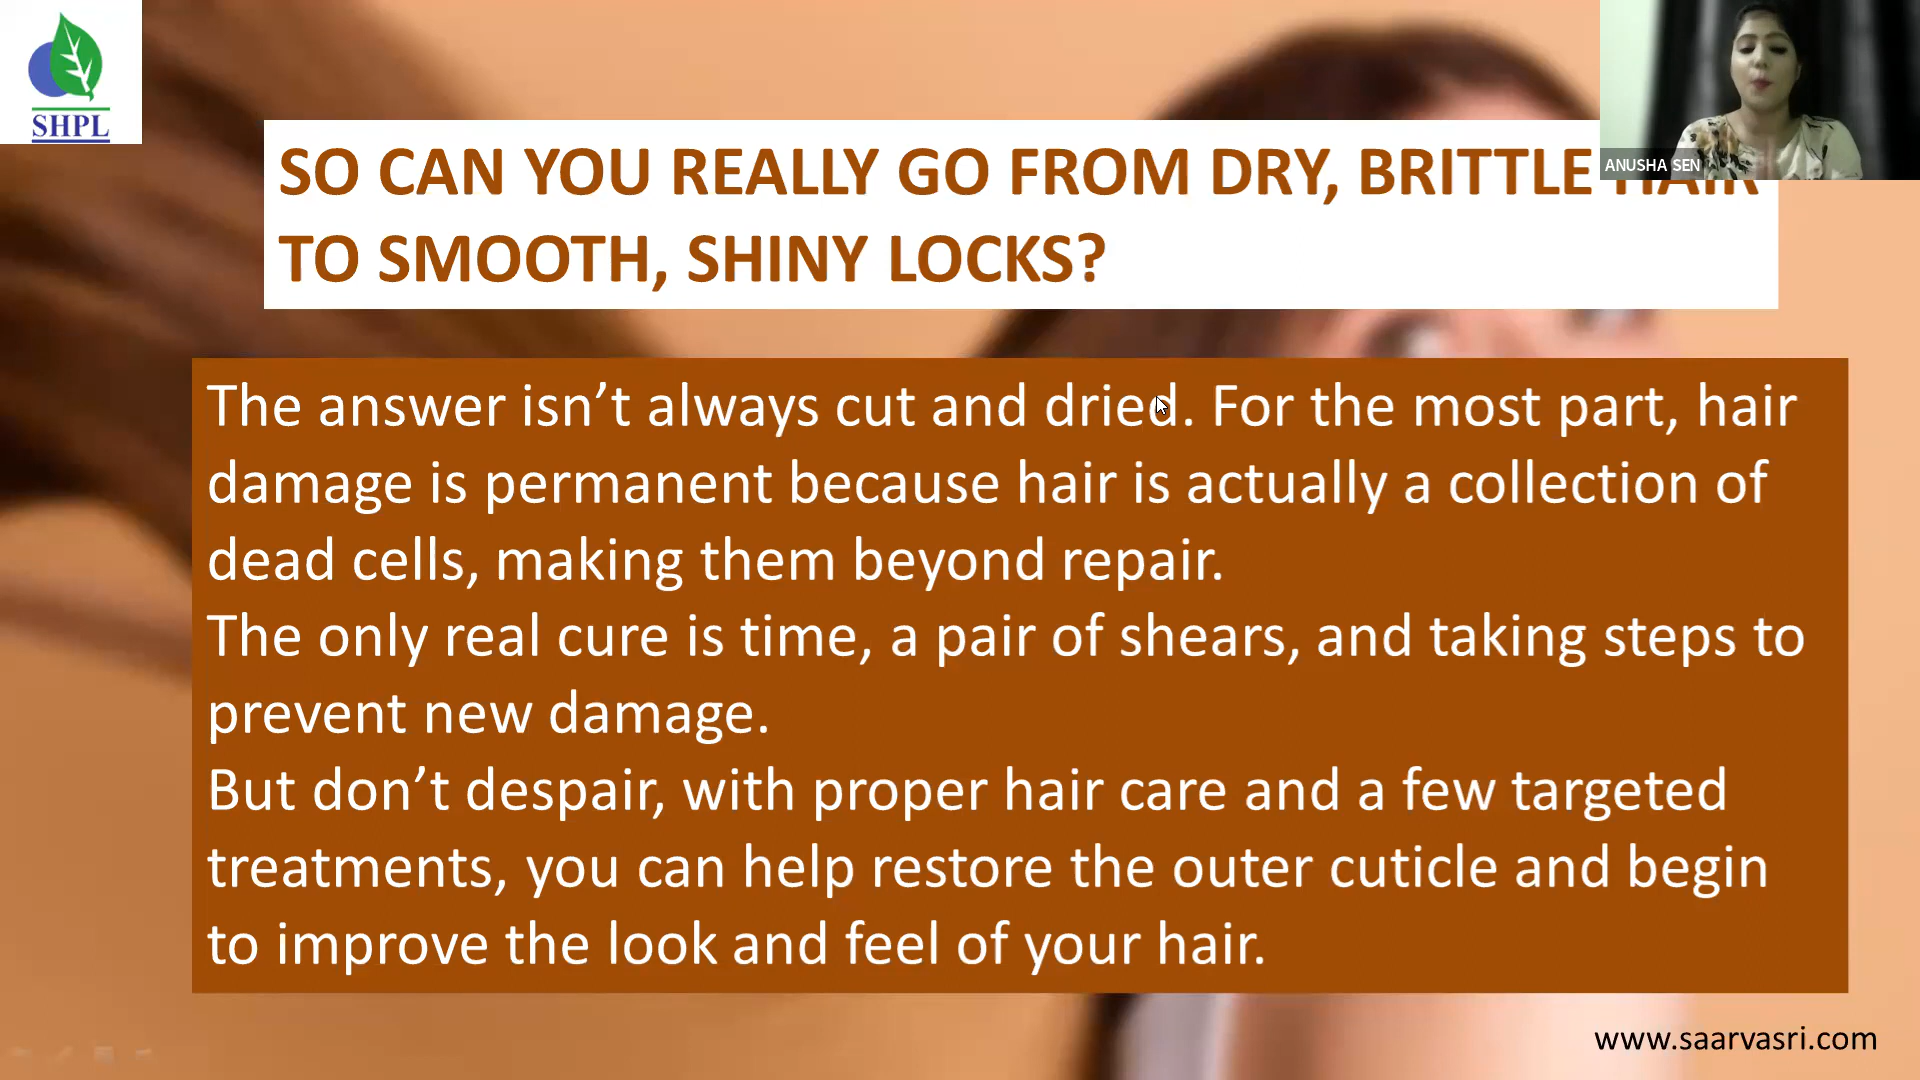 SHPL
SO CAN YOU REALLY GO FROM DRY, BRITTLE HAIR
TO SMOOTH, SHINY LOCKS?
ANUSHA SEN
The answer isn’t always cut and dried. For the most part, hair
damage is permanent because hair is actually a collection of
dead cells, making them beyond repair.
The only real cure is time, a pair of shears, and taking steps to
prevent new damage.
But don’t despair, with proper hair care and a few targeted
treatments, you can help restore the outer cuticle and begin
to improve the look and feel of your hair.
www.saarvasri.com